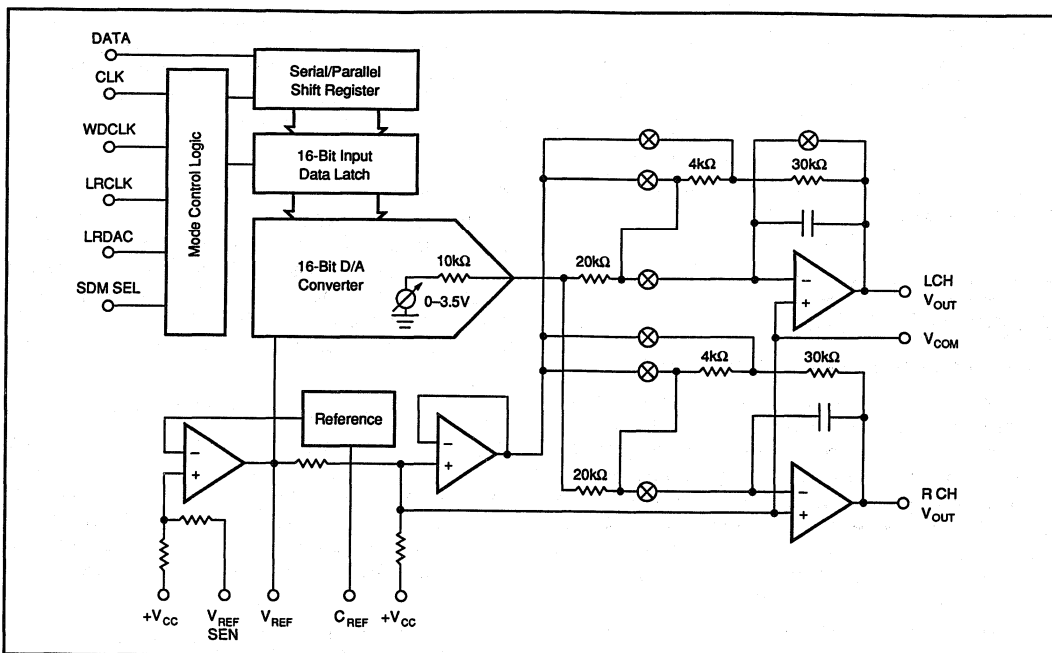 DATA
CLK
WDCLK
LRCLK
LRDAC
SDM SEL
Mode Control Logic
Serial/Parallel
Shift Register
16-Bit Input
Data Latch
16-Bit D/A
Converter
10kΩ
0–3.5V
20kΩ
4kΩ
30kΩ
−
+
LCH
VOUT
VCOM
4kΩ
30kΩ
20kΩ
−
+
R CH
VOUT
Reference
−
+
−
+
+VCC
VREF
SEN
VREF
CREF
+VCC